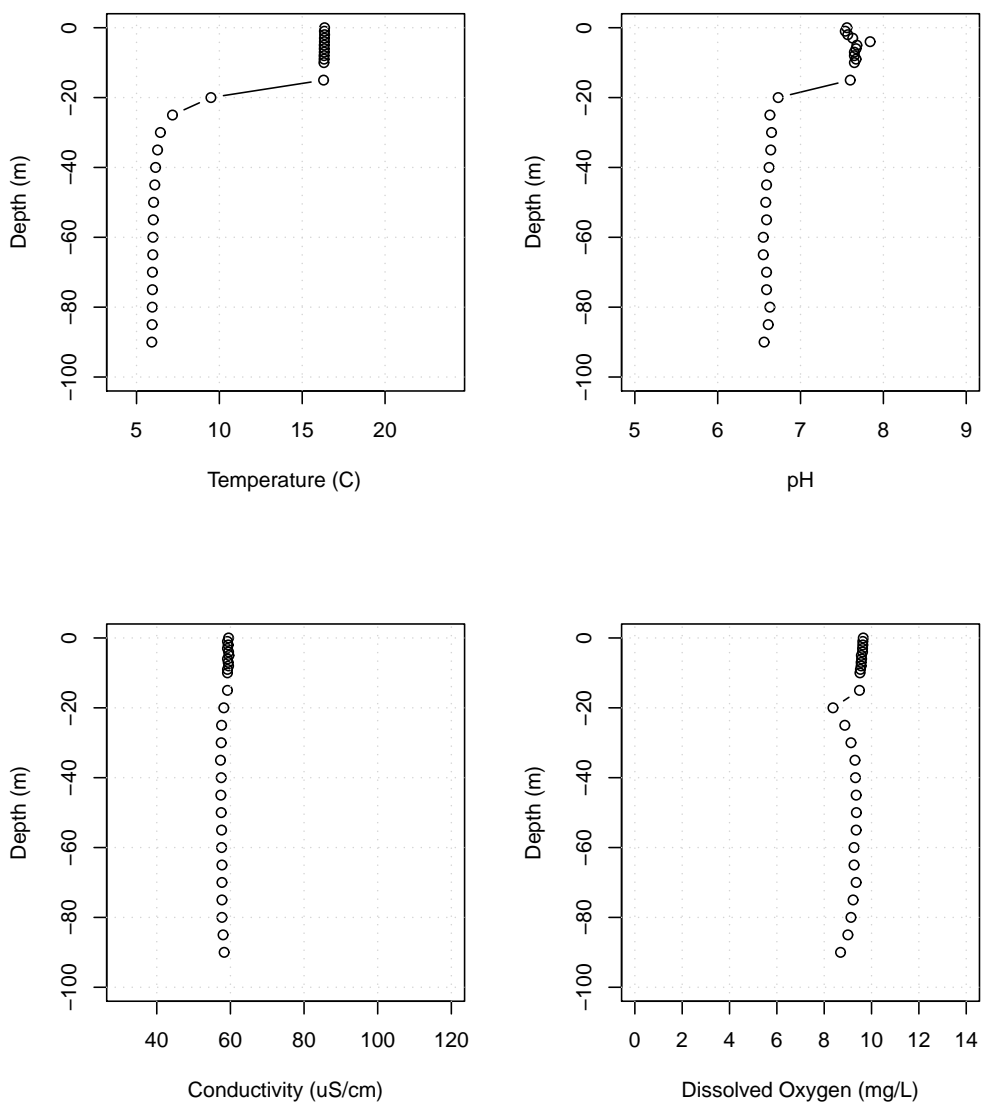 0
−20
−40
−60
−80
−100
Depth (m)
5 10 15 20
Temperature (C)
0
−20
−40
−60
−80
−100
Depth (m)
5 6 7 8 9
pH
0
−20
−40
−60
−80
−100
Depth (m)
40 60 80 100 120
Conductivity (uS/cm)
0
−20
−40
−60
−80
−100
Depth (m)
0 2 4 6 8 10 12 14
Dissolved Oxygen (mg/L)